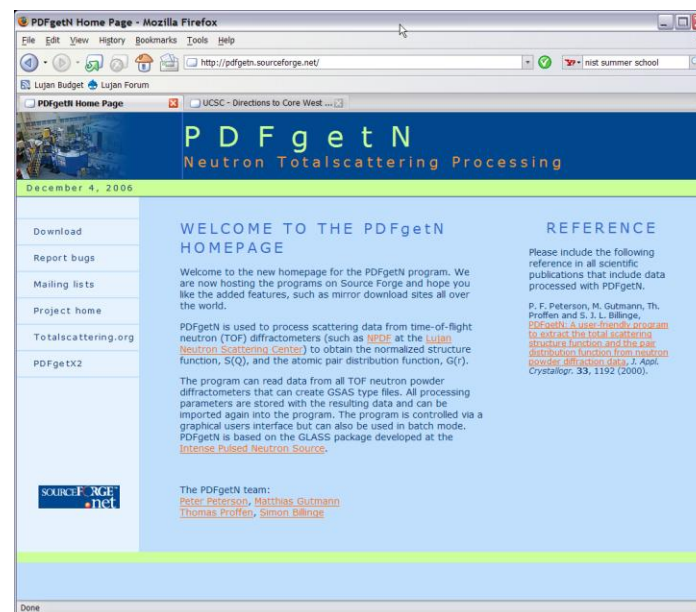 PDFgetN Home Page - Mozilla Firefox
File Edit View History Bookmarks Tools Help
http://pdfgetn.sourceforge.net/
nist summer school
Lujan Budget Lujan Forum
PDFgetN Home Page
UCSC - Directions to Core West ...
PDFgetN
Neutron Totalscattering Processing
December 4, 2006
Download
Report bugs
Mailing lists
Project home
Totalscattering.org
PDFgetX2
SOURCEFORGE
.net
WELCOME TO THE PDFgetN
HOMEPAGE
Welcome to the new homepage for the PDFgetN program. We
are now hosting the programs on Source Forge and hope you
like the added features, such as mirror download sites all over
the world.
PDFgetN is used to process scattering data from time-of-flight
neutron (TOF) diffractometers (such as NPDF at the Lujan
Neutron Scattering Center) to obtain the normalized structure
function, S(Q), and the atomic pair distribution function, G(r).
The program can read data from all TOF neutron powder
diffractometers that can create GSAS type files. All processing
parameters are stored with the resulting data and can be
imported again into the program. The program is controlled via a
graphical users interface but can also be used in batch mode.
PDFgetN is based on the GLASS package developed at the
Intense Pulsed Neutron Source.
The PDFgetN team:
Peter Peterson, Matthias Gutmann
Thomas Proffen, Simon Billinge
REFERENCE
Please include the following
reference in all scientific
publications that include data
processed with PDFgetN.
P. F. Peterson, M. Gutmann, Th.
Proffen and S. J. L. Billinge,
PDFgetN: A user-friendly program
to extract the total scattering
structure function and the pair
distribution function from neutron
powder diffraction data, J. Appl.
Crystallogr. 33, 1192 (2000).
Done